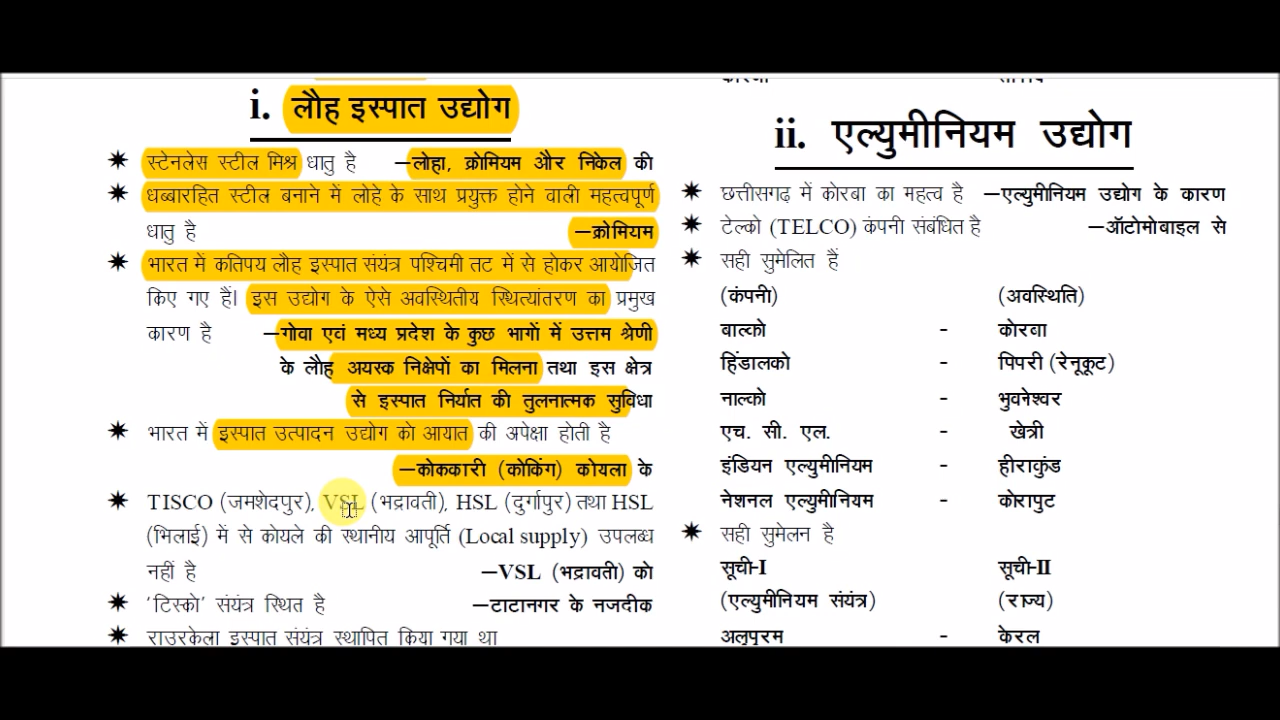 i. लौह इस्पात उद्योग
✷ स्टेनलेस स्टील मिश्र धातु है –लोहा, क्रोमियम और निकेल की
✷ धब्बारहित स्टील बनाने में लोहे के साथ प्रयुक्त होने वाली महत्वपूर्ण
धातु है –क्रोमियम
✷ भारत में कतिपय लौह इस्पात संयंत्र पश्चिमी तट में से होकर आयोजित
किए गए हैं। इस उद्योग के ऐसे अवस्थितीय स्थित्यांतरण का प्रमुख
कारण है –गोवा एवं मध्य प्रदेश के कुछ भागों में उत्तम श्रेणी
के लौह अयस्क निक्षेपों का मिलना तथा इस क्षेत्र
से इस्पात निर्यात की तुलनात्मक सुविधा
✷ भारत में इस्पात उत्पादन उद्योग को आयात की अपेक्षा होती है
–कोककारी (कोकिंग) कोयला के
✷ TISCO (जमशेदपुर), VSL (भद्रावती), HSL (दुर्गापुर) तथा HSL
(भिलाई) में से कोयले की स्थानीय आपूर्ति (Local supply) उपलब्ध
नहीं है –VSL (भद्रावती) को
✷ 'टिस्को' संयंत्र स्थित है –टाटानगर के नजदीक
✷ राउरकेला इस्पात संयंत्र स्थापित किया गया था
ii. एल्युमीनियम उद्योग
✷ छत्तीसगढ़ में कोरबा का महत्व है –एल्युमीनियम उद्योग के कारण
✷ टेल्को (TELCO) कंपनी संबंधित है –ऑटोमोबाइल से
✷ सही सुमेलित हैं
(कंपनी) (अवस्थिति)
बाल्को - कोरबा
हिंडालको - पिपरी (रेनूकूट)
नाल्को - भुवनेश्वर
एच. सी. एल. - खेत्री
इंडियन एल्युमीनियम - हीराकुंड
नेशनल एल्युमीनियम - कोरापुट
✷ सही सुमेलन है
सूची-I सूची-II
(एल्युमीनियम संयंत्र) (राज्य)
अलुपुरम - केरल